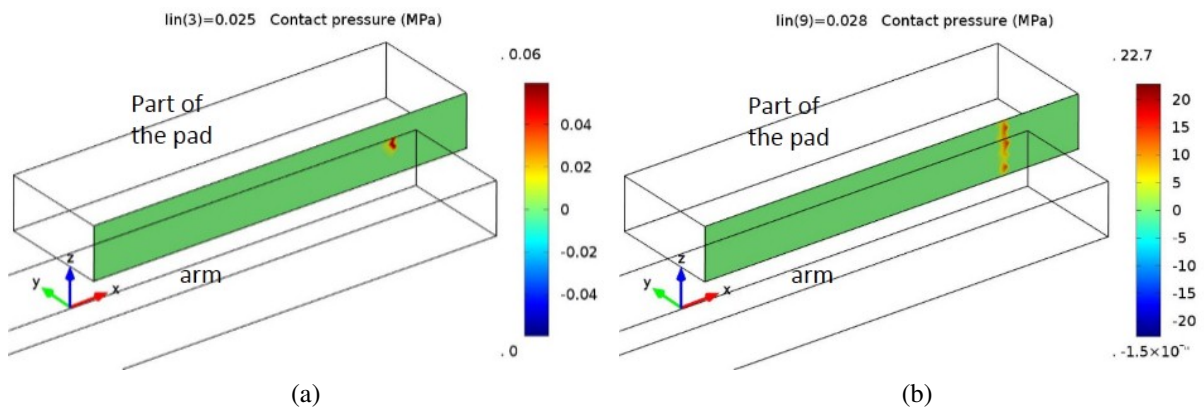 lin(3)=0.025 Contact pressure (MPa)
. 0.06
Part of
the pad
0.04
0.02
0
-0.02
-0.04
. 0
z
y
x
arm
(a)
lin(9)=0.028 Contact pressure (MPa)
. 22.7
Part of
the pad
20
15
10
5
0
-5
-10
-15
-20
z
y
x
arm
(b)